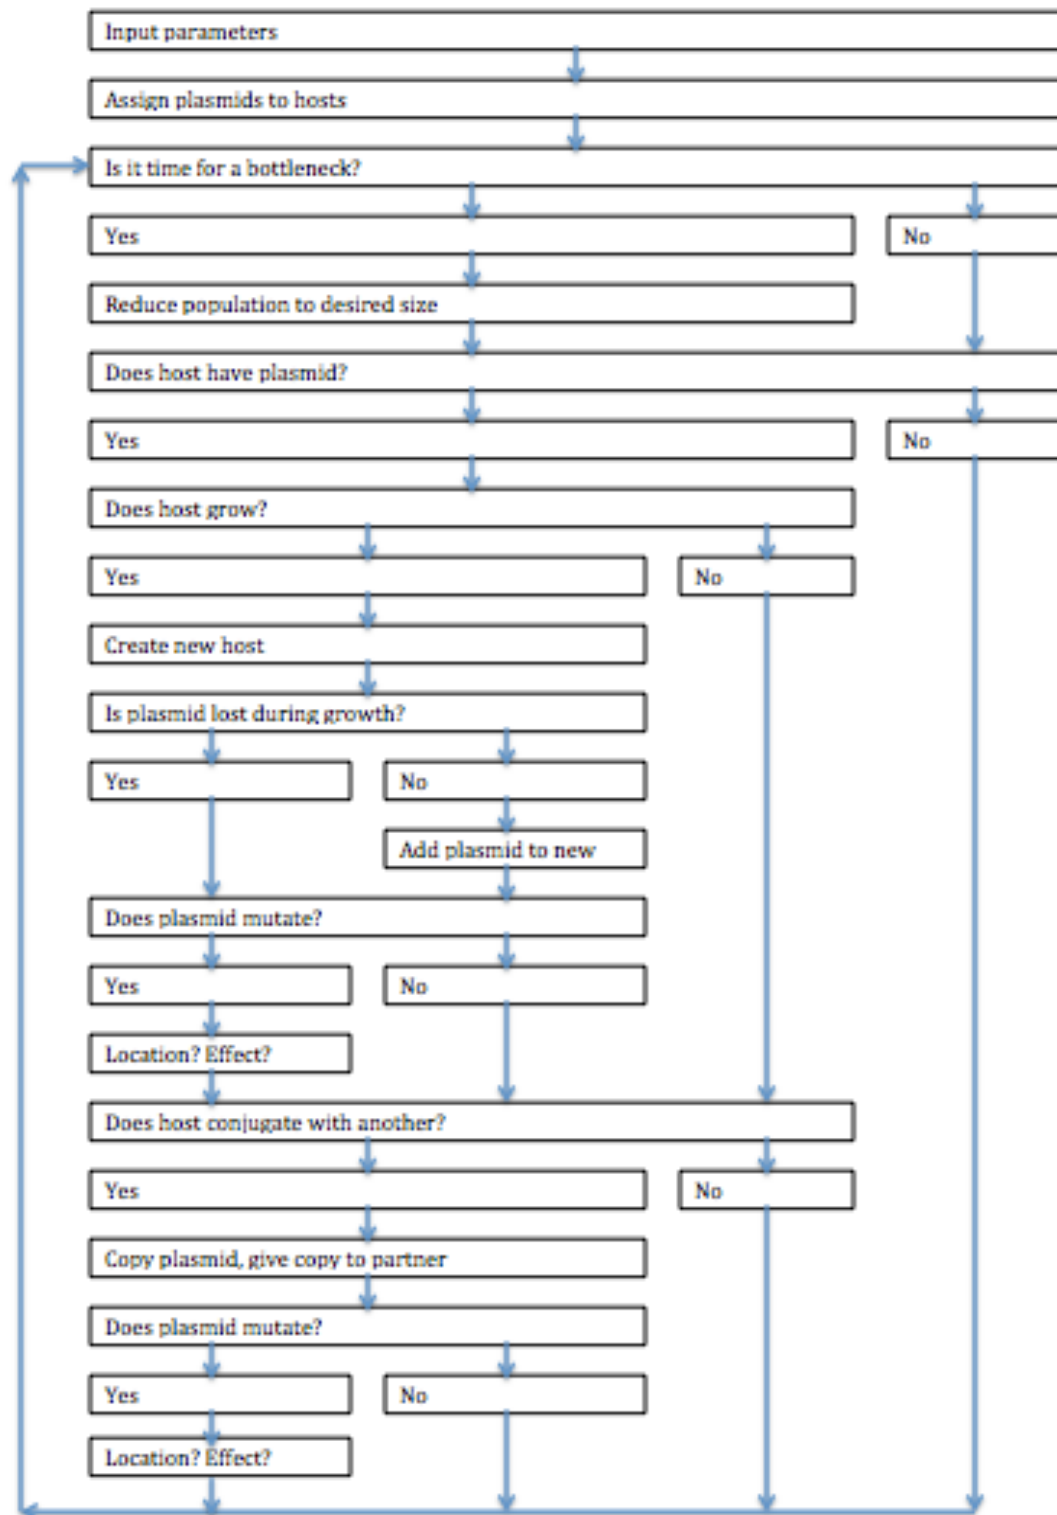 Input parameters
Assign plasmids to hosts
Is it time for a bottleneck?
Yes
No
Reduce population to desired size
Does host have plasmid?
Yes
No
Does host grow?
Yes
No
Create new host
Is plasmid lost during growth?
Yes
No
Add plasmid to new
Does plasmid mutate?
Yes
No
Location? Effect?
Does host conjugate with another?
Yes
No
Copy plasmid, give copy to partner
Does plasmid mutate?
Yes
No
Location? Effect?